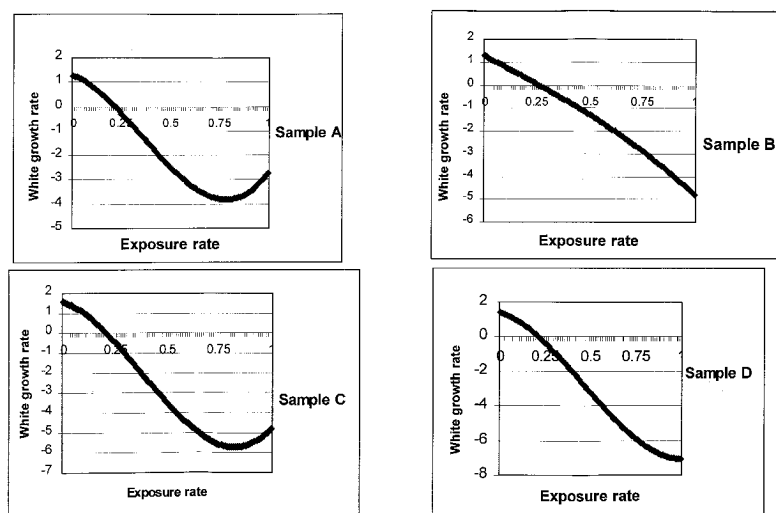 2
1
0
-1
-2
-3
-4
-5
0 0.25 0.5 0.75 1
White growth rate
Exposure rate
Sample A
2
1
0
-1
-2
-3
-4
-5
-6
0 0.25 0.5 0.75 1
White growth rate
Exposure rate
Sample B
2
1
0
-1
-2
-3
-4
-5
-6
-7
0 0.25 0.5 0.75 1
White growth rate
Exposure rate
Sample C
2
0
-2
-4
-6
-8
0 0.25 0.5 0.75 1
White growth rate
Exposure rate
Sample D